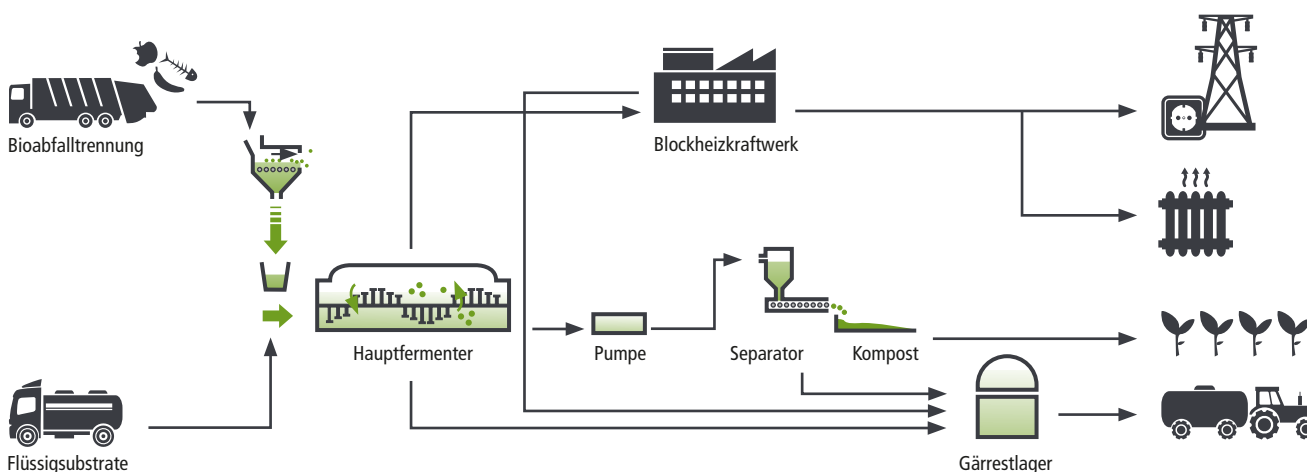 Bioabfalltrennung
Blockheizkraftwerk
Hauptfermenter
Pumpe
Separator
Kompost
Flüssigsubstrate
Gärrestlager